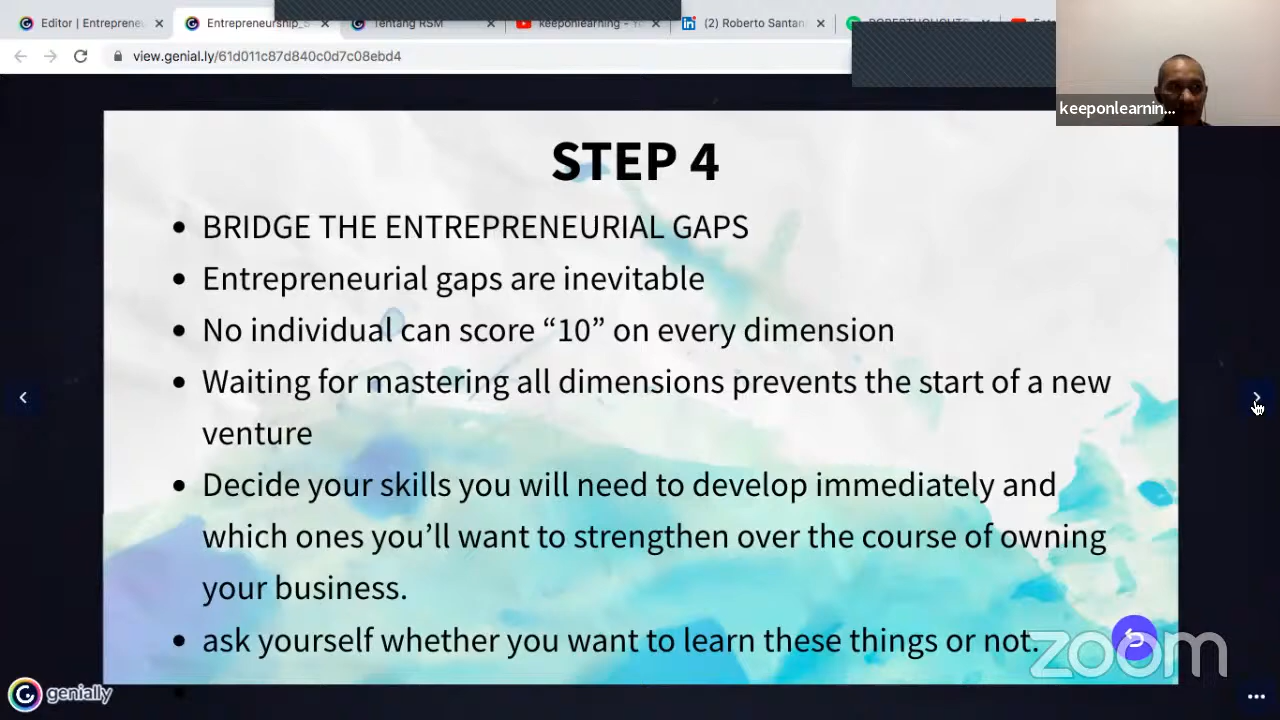 Editor | Entrepreneu
Entrepreneurship_S
Tentang RSM
keeponlearning - Yo
(2) Roberto Santan
view.genial.ly/61d011c87d840c0d7c08ebd4
keeponlearnin...
STEP 4
• BRIDGE THE ENTREPRENEURIAL GAPS
• Entrepreneurial gaps are inevitable
• No individual can score “10” on every dimension
• Waiting for mastering all dimensions prevents the start of a new
venture
• Decide your skills you will need to develop immediately and
which ones you’ll want to strengthen over the course of owning
your business.
• ask yourself whether you want to learn these things or not.
zoom
genially